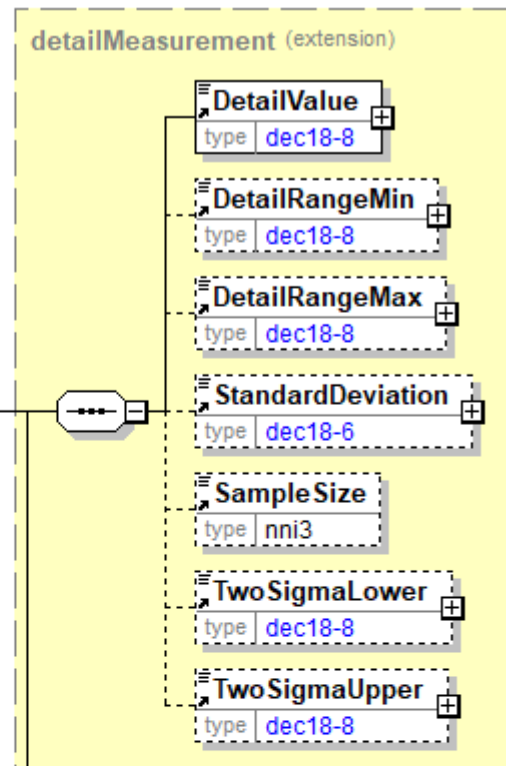 detailMeasurement (extension)
DetailValue
type dec18-8
DetailRangeMin
type dec18-8
DetailRangeMax
type dec18-8
StandardDeviation
type dec18-6
SampleSize
type nni3
TwoSigmaLower
type dec18-8
TwoSigmaUpper
type dec18-8